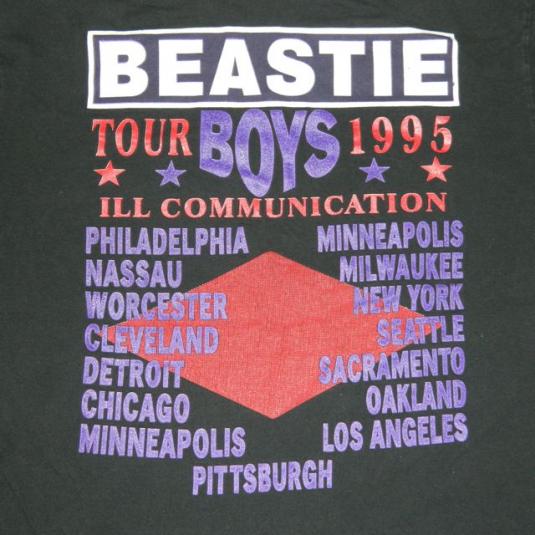 BEASTIE
TOUR BOYS 1995
ILL COMMUNICATION
PHILADELPHIA
NASSAU
WORCESTER
CLEVELAND
DETROIT
CHICAGO
MINNEAPOLIS
MINNEAPOLIS
MILWAUKEE
NEW YORK
SEATTLE
SACRAMENTO
OAKLAND
LOS ANGELES
PITTSBURGH